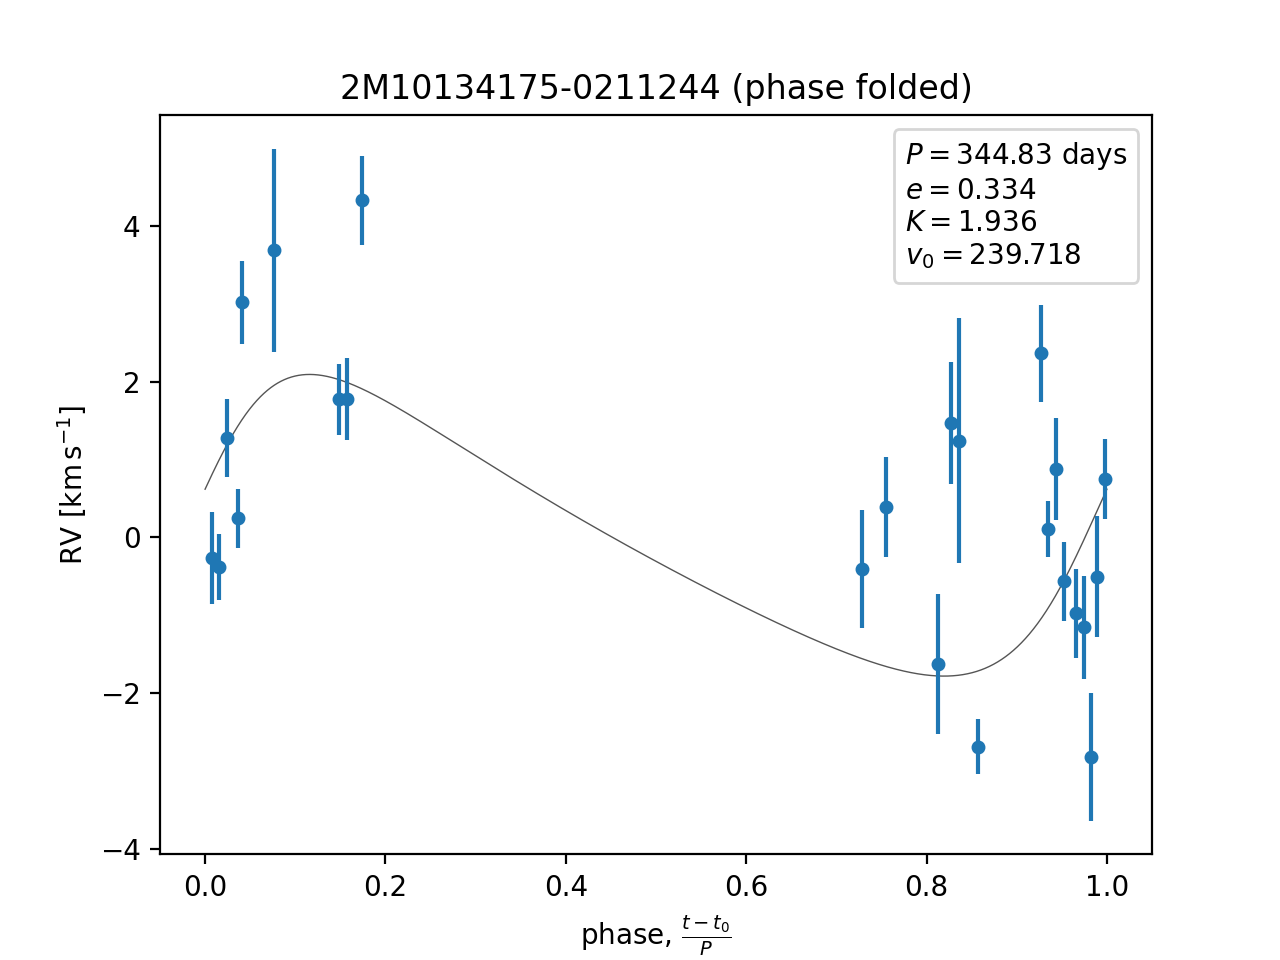 2M10134175-0211244 (phase folded)
P = 344.83 days
e = 0.334
K = 1.936
v₀ = 239.718
4
2
0
−2
−4
RV [km s⁻¹]
0.0 0.2 0.4 0.6 0.8 1.0
phase, (t − t₀)/P